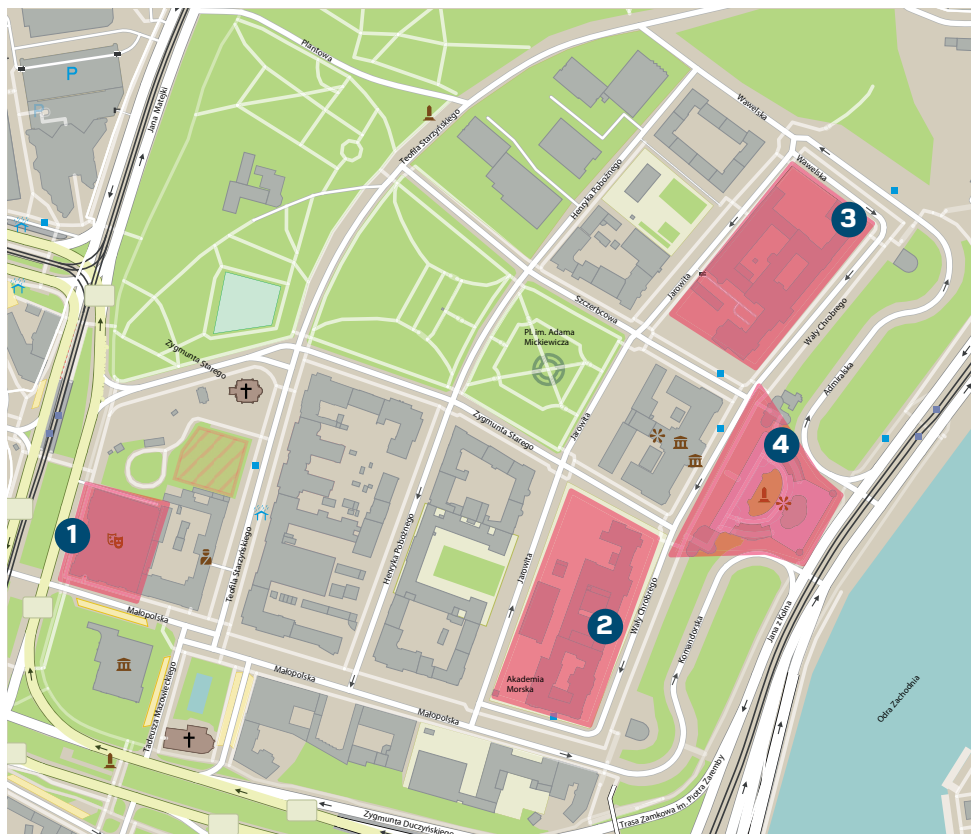 Plantowa
P
Jana Matejki
Teofila Starzyńskiego
Wawelska
Wawelska
Henryka Pobożnego
3
Jarowita
Szczerbcowa
Wały Chrobrego
Pl. im. Adama
Mickiewicza
Admiralska
Zygmunta Starego
Zygmunta Starego
Jarowita
4
1
Henryka Pobożnego
Teofila Starzyńskiego
Jarowita
Wały Chrobrego
2
Małopolska
Komandorska
Jana z Kolna
Małopolska
Akademia
Morska
Odra Zachodnia
Małopolska
Tadeusza Mazowieckiego
Trasa Zamkowa im. Piotra Zaremby
Zygmunta Duczyńskiego